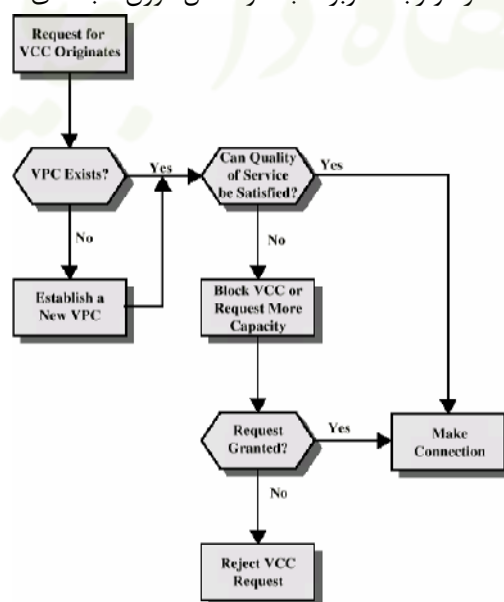 Request for
VCC Originates
VPC Exists?
Yes
Can Quality
of Service
be Satisfied?
Yes
No
No
Establish a
New VPC
Block VCC or
Request More
Capacity
Request
Granted?
Yes
Make
Connection
No
Reject VCC
Request